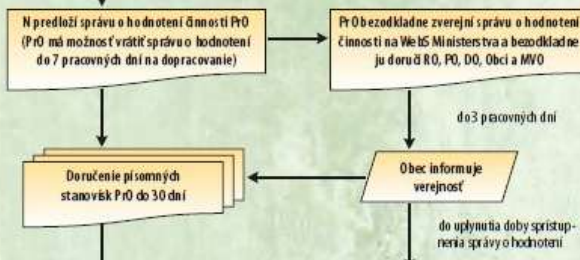 N predloží správu o hodnotení činnosti PrO
(PrO má možnosť vrátiť správu o hodnotení
do 7 pracovných dní na dopracovanie)
PrO bezodkladne zverejní správu o hodnotení
činnosti na WebS Ministerstva a bezodkladne
ju doručí RO, PO, DO, Obci a MVO
do 3 pracovných dní
Doručenie písomných
stanovísk PrO do 30 dní
Obec informuje
verejnosť
do uplynutia doby sprístup-
nenia správy o hodnotení